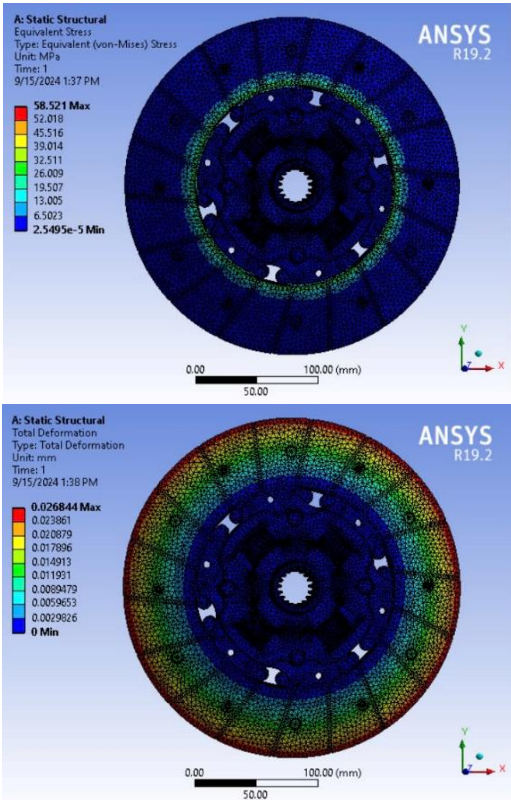 A: Static Structural
Equivalent Stress
Type: Equivalent (von-Mises) Stress
Unit: MPa
Time: 1
9/15/2024 1:37 PM
58.521 Max
52.018
45.516
39.014
32.511
26.009
19.507
13.005
6.5023
2.5495e-5 Min
ANSYS
R19.2
0.00
100.00 (mm)
50.00
Y
Z
X
A: Static Structural
Total Deformation
Type: Total Deformation
Unit: mm
Time: 1
9/15/2024 1:38 PM
0.026844 Max
0.023861
0.020879
0.017896
0.014913
0.011931
0.0089479
0.0059653
0.0029826
0 Min
ANSYS
R19.2
0.00
100.00 (mm)
50.00
Y
Z
X